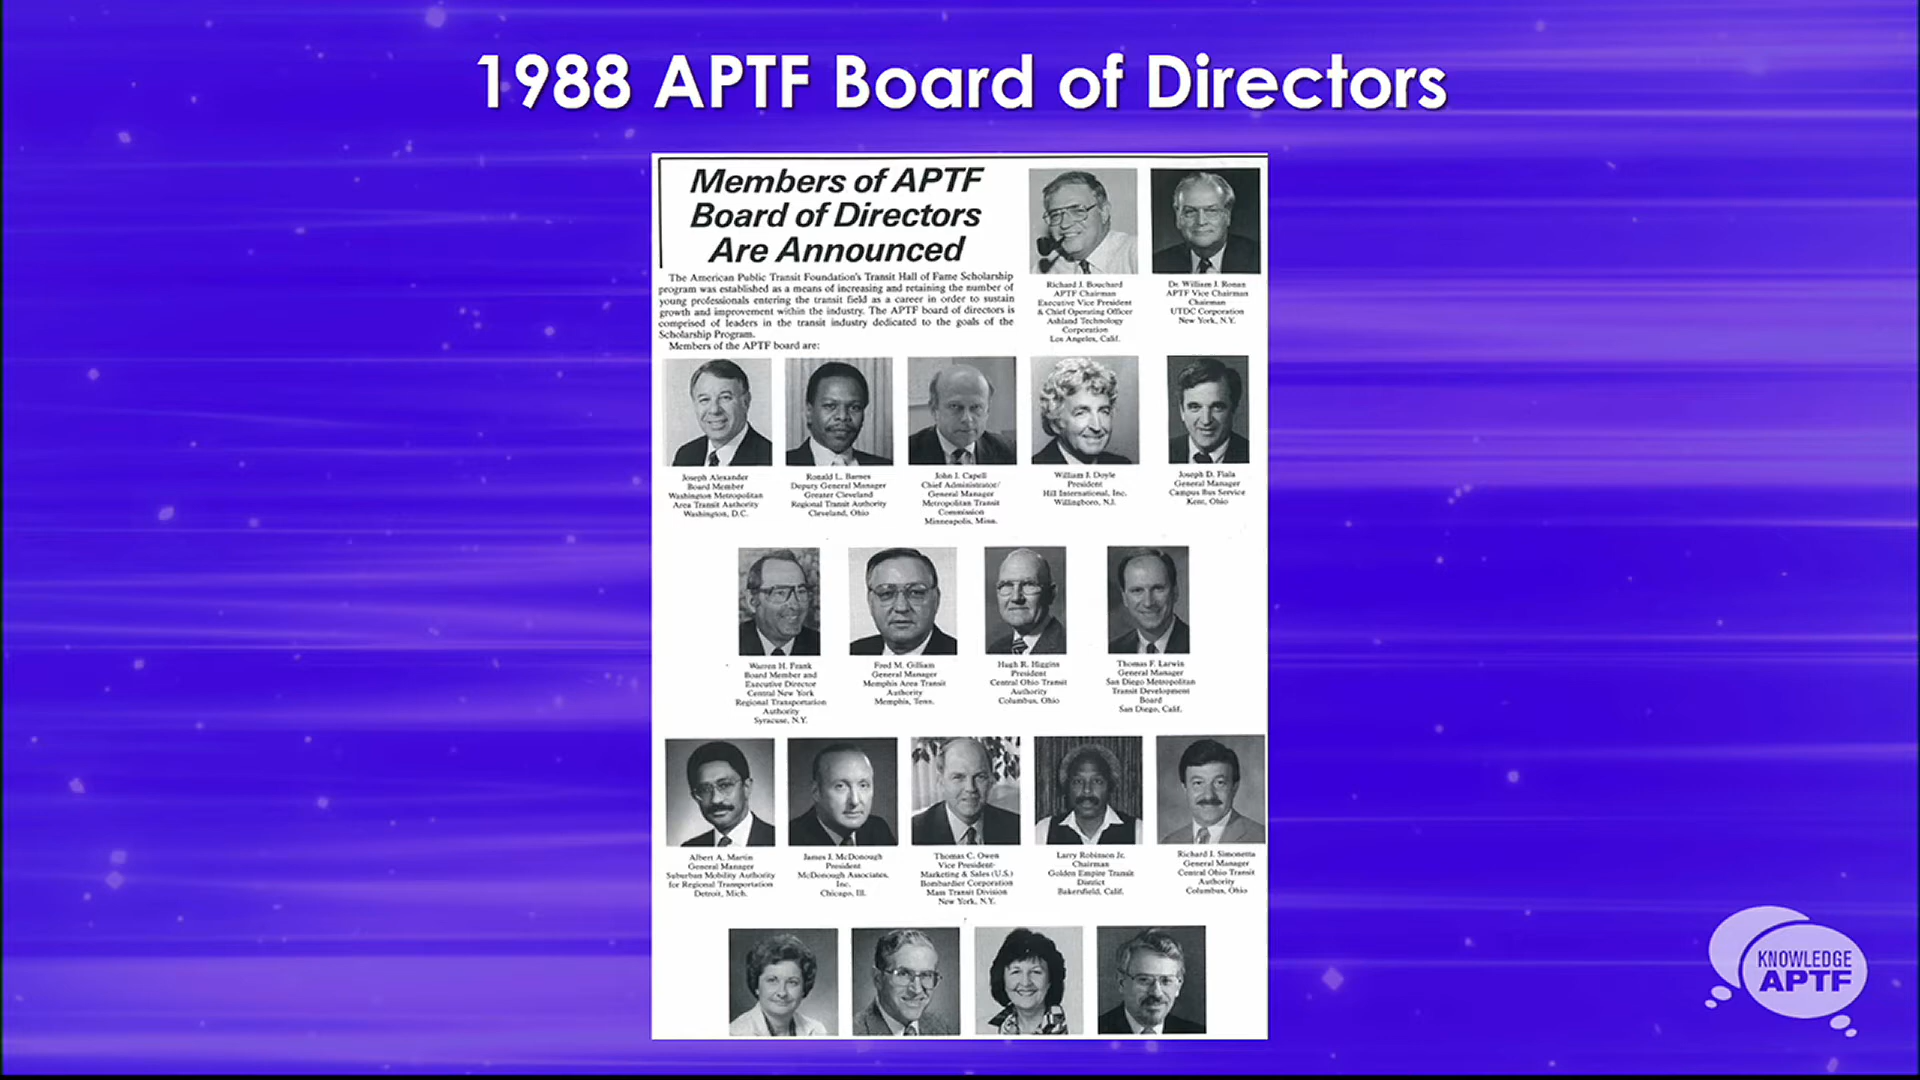 1988 APTF Board of Directors
Members of APTF
Board of Directors
Are Announced
The American Public Transit Foundation's Transit Hall of Fame Scholarship
program was established as a means of increasing and retaining the number of
young professionals entering the transit field as a career in order to sustain
growth and improvement within the industry. The APTF board of directors is
comprised of leaders in the transit industry dedicated to the goals of the
Scholarship Program.
Members of the APTF board are:
Richard J. Bouchard
APTF Chairman
Executive Vice President
& Chief Operating Officer
Ashland Technology
Corporation
Los Angeles, Calif.
Dr. William J. Ronan
APTF Vice Chairman
Chairman
UTDC Corporation
New York, N.Y.
Joseph Alexander
Board Member
Washington Metropolitan
Area Transit Authority
Washington, D.C.
Ronald L. Barnes
Deputy General Manager
Greater Cleveland
Regional Transit Authority
Cleveland, Ohio
John J. Capell
Chief Administrator/
General Manager
Metropolitan Transit
Commission
Minneapolis, Minn.
William J. Doyle
President
Hill International, Inc.
Willingboro, N.J.
Joseph D. Fiala
General Manager
Campus Bus Service
Kent, Ohio
Warren H. Frank
Board Member and
Executive Director
Central New York
Regional Transportation
Authority
Syracuse, N.Y.
Fred M. Gilliam
General Manager
Memphis Area Transit
Authority
Memphis, Tenn.
Hugh R. Higgins
President
Central Ohio Transit
Authority
Columbus, Ohio
Thomas F. Larwin
General Manager
San Diego Metropolitan
Transit Development
Board
San Diego, Calif.
Albert A. Martin
General Manager
Suburban Mobility Authority
for Regional Transportation
Detroit, Mich.
James J. McDonough
President
McDonough Associates,
Inc.
Chicago, Ill.
Thomas C. Owen
Vice President-
Marketing & Sales (U.S.)
Bombardier Corporation
Mass Transit Division
New York, N.Y.
Larry Robinson Jr.
Chairman
Golden Empire Transit
District
Bakersfield, Calif.
Richard J. Simonetta
General Manager
Central Ohio Transit
Authority
Columbus, Ohio
KNOWLEDGE
APTF